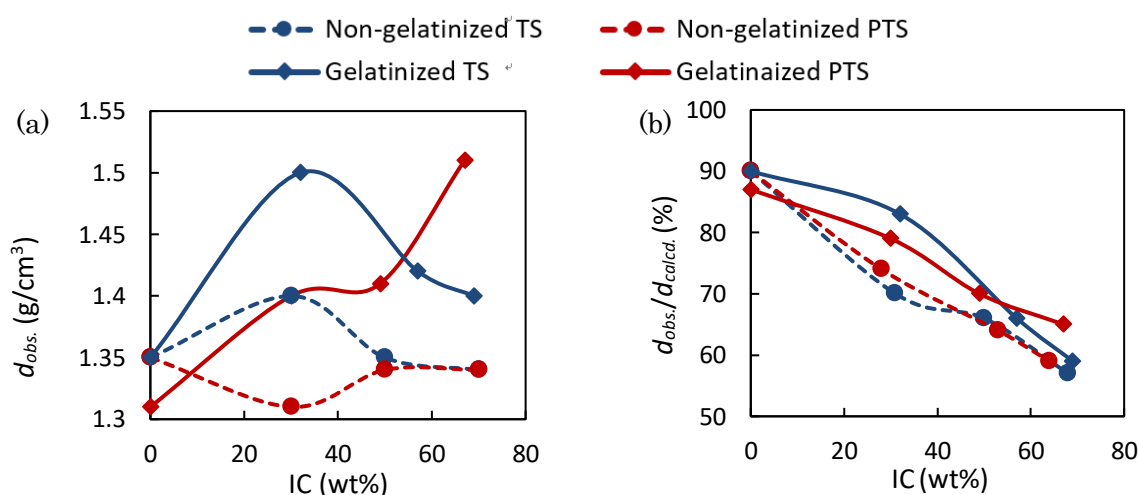 Non-gelatinized TS
Non-gelatinized PTS
Gelatinized TS
Gelatinaized PTS
(a)
1.55
1.5
1.45
1.4
1.35
1.3
0 20 40 60 80
dobs. (g/cm³)
IC (wt%)
(b)
100
90
80
70
60
50
0 20 40 60 80
dobs./dcalcd. (%)
IC (wt%)